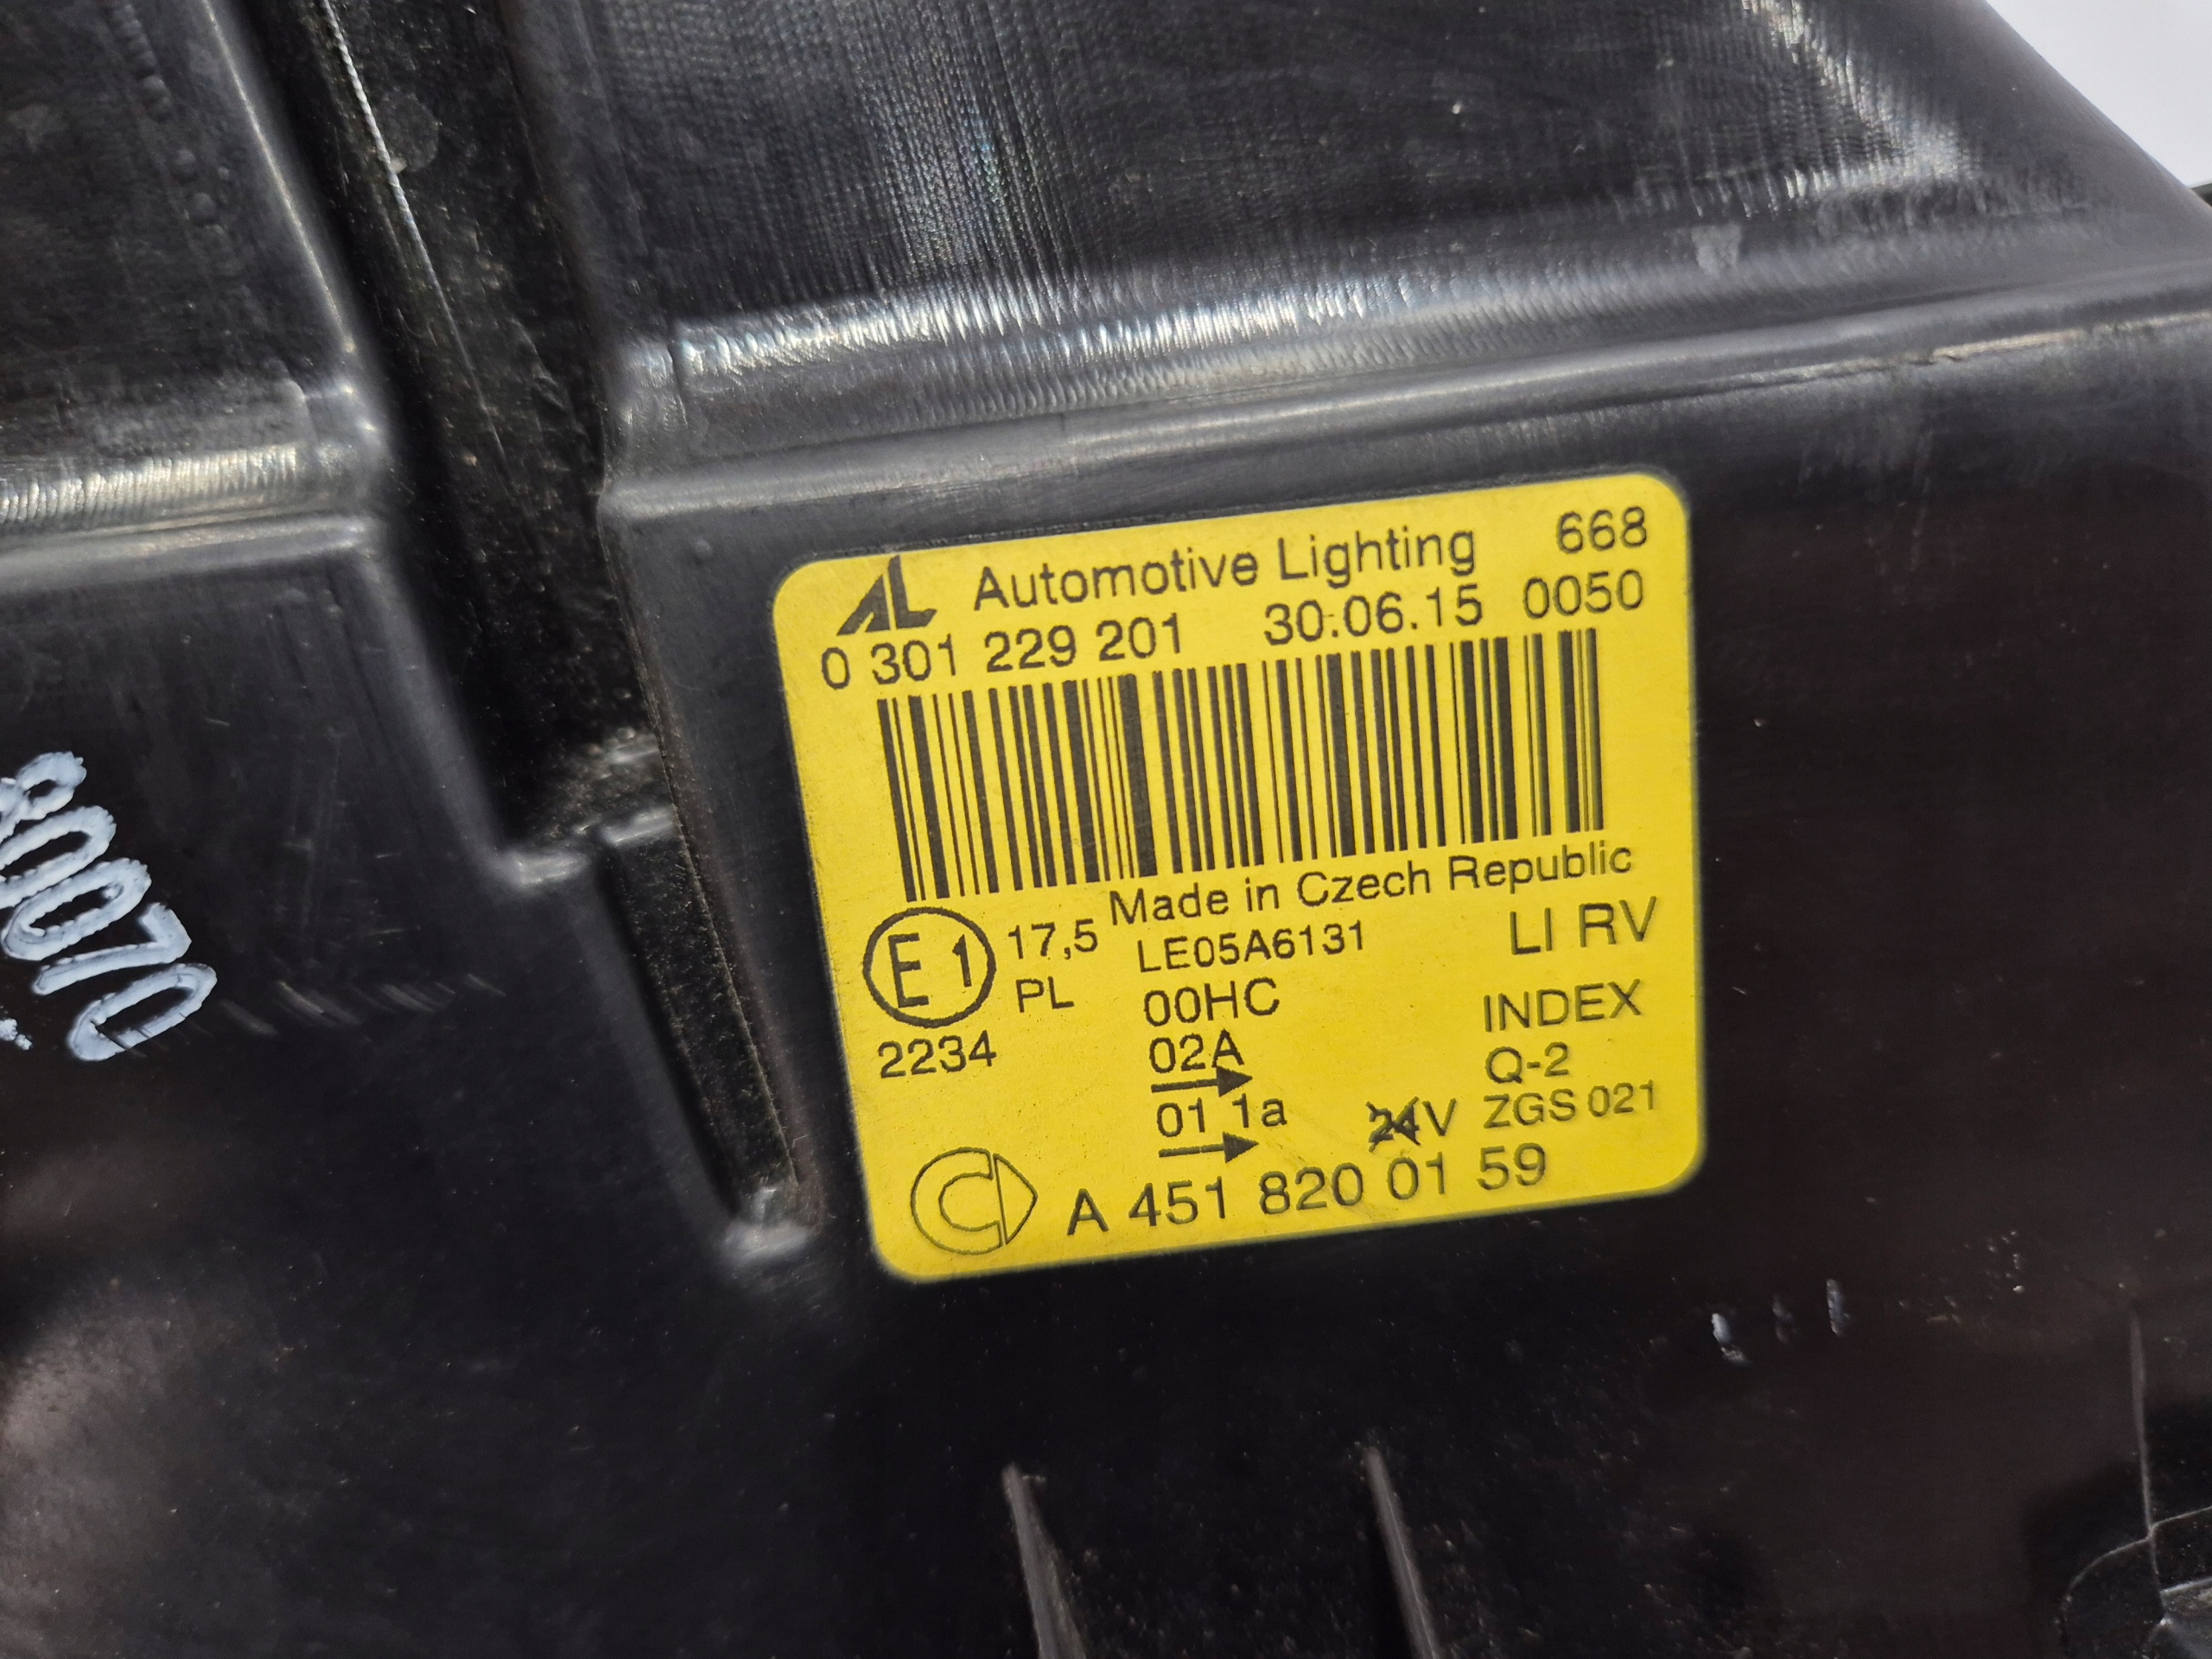 AL Automotive Lighting 668
0 301 229 201 30.06.15 0050
Made in Czech Republic
E1 17,5 LE05A6131 LI RV
PL 00HC INDEX
2234 02A Q-2
01 1a 24V ZGS 021
A 451 820 01 59
80070